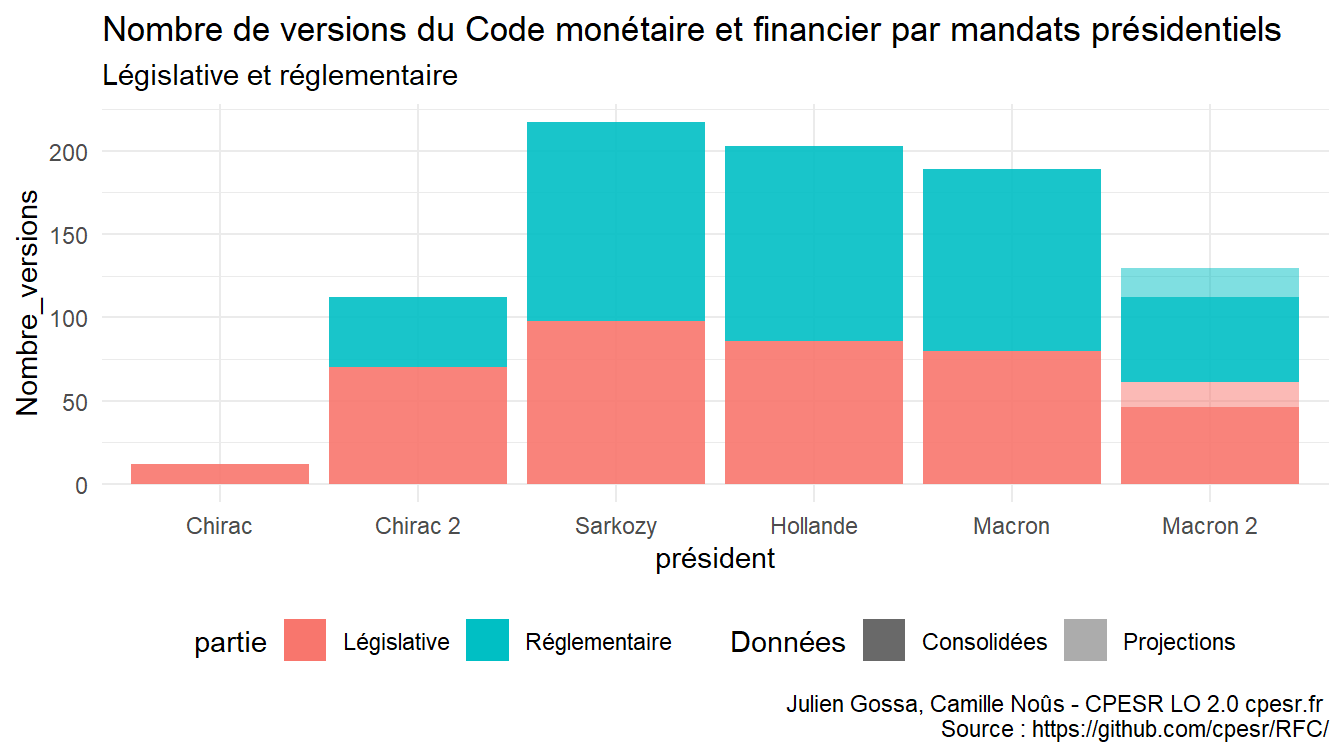 Nombre de versions du Code monétaire et financier par mandats présidentiels
Législative et réglementaire
Nombre_versions
200
150
100
50
0
Chirac Chirac 2 Sarkozy Hollande Macron Macron 2
président
partie Législative Réglementaire Données Consolidées Projections
Julien Gossa, Camille Noûs - CPESR LO 2.0 cpesr.fr
Source : https://github.com/cpesr/RFC/